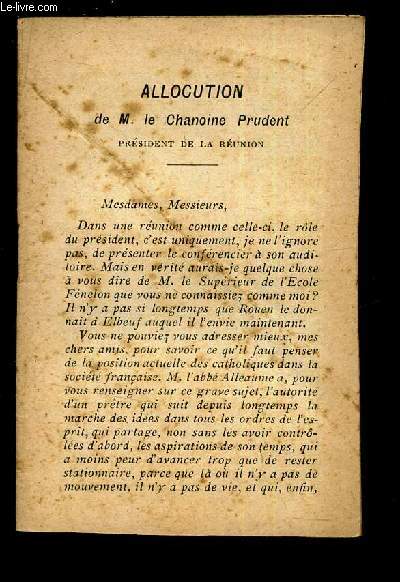 Le-Livre.com
ALLOCUTION
de M. le Chanoine Prudent
PRÉSIDENT DE LA RÉUNION
Mesdames, Messieurs,
Dans une réunion comme celle-ci, le rôle
du président, c'est uniquement, je ne l'ignore
pas, de présenter le conférencier à son audi-
toire. Mais en vérité aurais-je quelque chose
à vous dire de M. le Supérieur de l'Ecole
Fénelon que vous ne connaissiez comme moi ?
Il n'y a pas si longtemps que Rouen le don-
nait à Elbeuf auquel il l'envie maintenant.
Vous ne pouviez vous adresser mieux, mes
chers amis, pour savoir ce qu'il faut penser
de la position actuelle des catholiques dans la
société française. M. l'abbé Alleaume a, pour
vous renseigner sur ce grave sujet, l'autorité
d'un prêtre qui suit depuis longtemps la
marche des idées dans tous les ordres de l'es-
prit, qui partage, non sans les avoir contrô-
lées d'abord, les aspirations de son temps, qui
a moins peur d'avancer trop que de rester
stationnaire, parce que là où il n'y a pas de
mouvement, il n'y a pas de vie, et qui, enfin,